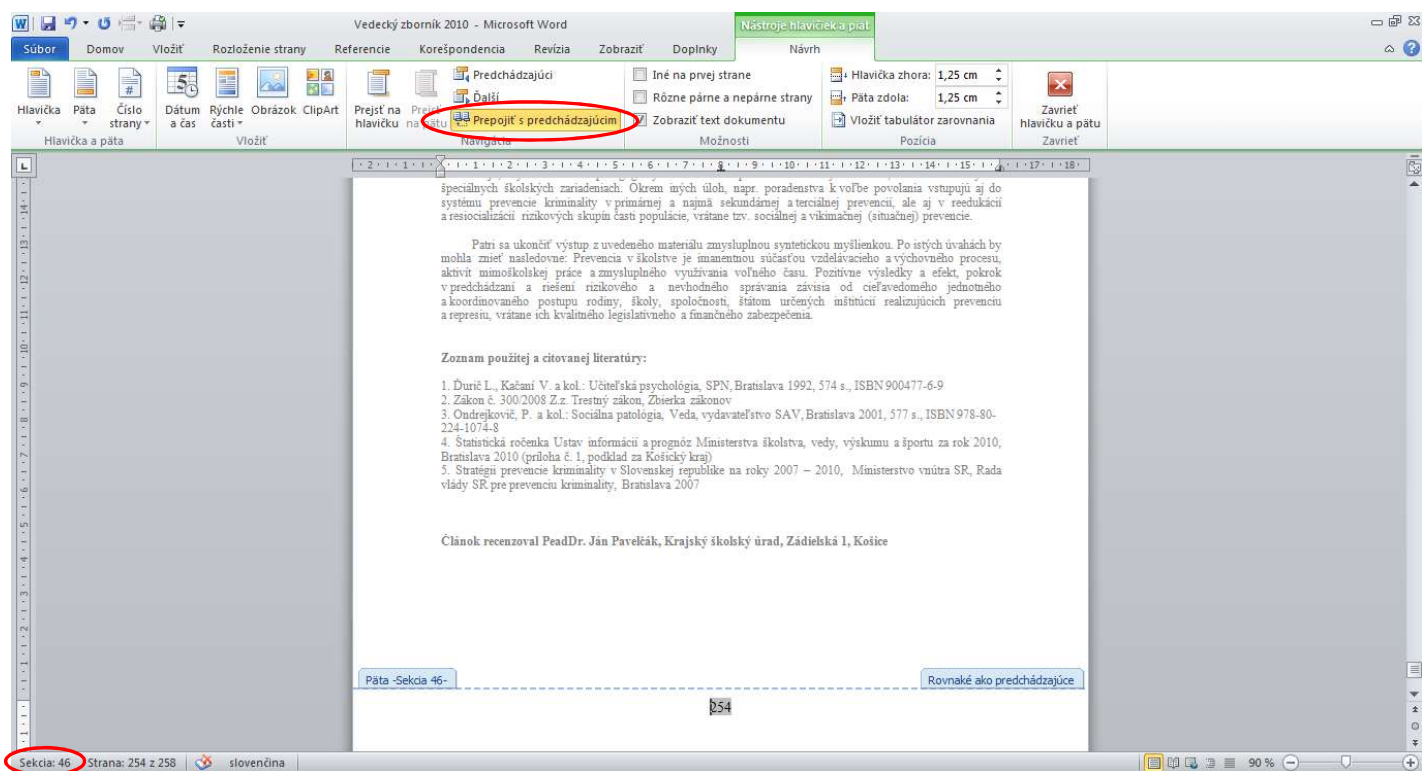 Vedecký zborník 2010 - Microsoft Word
Nástroje hlavičiek a piat
Súbor Domov Vložiť Rozloženie strany Referencie Korešpondencia Revízia Zobraziť Doplnky Návrh
Hlavička
Päta
Číslo strany
Hlavička a päta
Dátum a čas
Rýchle časti
Obrázok
ClipArt
Vložiť
Prejsť na hlavičku
Prejsť na pätu
Predchádzajúci
Ďalší
Prepojiť s predchádzajúcim
Navigácia
Iné na prvej strane
Rôzne párne a nepárne strany
Zobraziť text dokumentu
Možnosti
Hlavička zhora: 1,25 cm
Päta zdola: 1,25 cm
Vložiť tabulátor zarovnania
Pozícia
Zavrieť hlavičku a pätu
Zavrieť
špeciálnych školských zariadeniach. Okrem iných úloh, napr. poradenstva k voľbe povolania vstupujú aj do
systému prevencie kriminality v primárnej a najmä sekundárnej a terciálnej prevencii, ale aj v reedukácií
a resiocializácií rizikových skupín časti populácie, vrátane tzv. sociálnej a vikimačnej (situačnej) prevencie.
Patri sa ukončiť výstup z uvedeného materiálu zmysluplnou syntetickou myšlienkou. Po istých úvahách by
mohla znieť nasledovne: Prevencia v školstve je imanentnou súčasťou vzdelávacieho a výchovného procesu,
aktivít mimoškolskej práce a zmysluplného využívania voľného času. Pozitívne výsledky a efekt, pokrok
v predchádzaní a riešení rizikového a nevhodného správania závisia od cieľavedomého jednotného
a koordinovaného postupu rodiny, školy, spoločnosti, štátom určených inštitúcií realizujúcich prevenciu
a represiu, vrátane ich kvalitného legislatívneho a finančného zabezpečenia.
Zoznam použitej a citovanej literatúry:
1. Ďurič L., Kačaní V. a kol.: Učiteľská psychológia, SPN, Bratislava 1992, 574 s., ISBN 900477-6-9
2. Zákon č. 300/2008 Z.z. Trestný zákon, Zbierka zákonov
3. Ondrejkovič, P. a kol.: Sociálna patológia, Veda, vydavateľstvo SAV, Bratislava 2001, 577 s., ISBN 978-80-
224-1074-8
4. Štatistická ročenka Ustav informácií a prognóz Ministerstva školstva, vedy, výskumu a športu za rok 2010,
Bratislava 2010 (príloha č. 1, podklad za Košický kraj)
5. Stratégii prevencie kriminality v Slovenskej republike na roky 2007 – 2010, Ministerstvo vnútra SR, Rada
vlády SR pre prevenciu kriminality, Bratislava 2007
Článok recenzoval PeadDr. Ján Pavelčák, Krajský školský úrad, Zádielská 1, Košice
Päta -Sekcia 46-
Rovnaké ako predchádzajúce
254
Sekcia: 46 Strana: 254 z 258 slovenčina 90 %